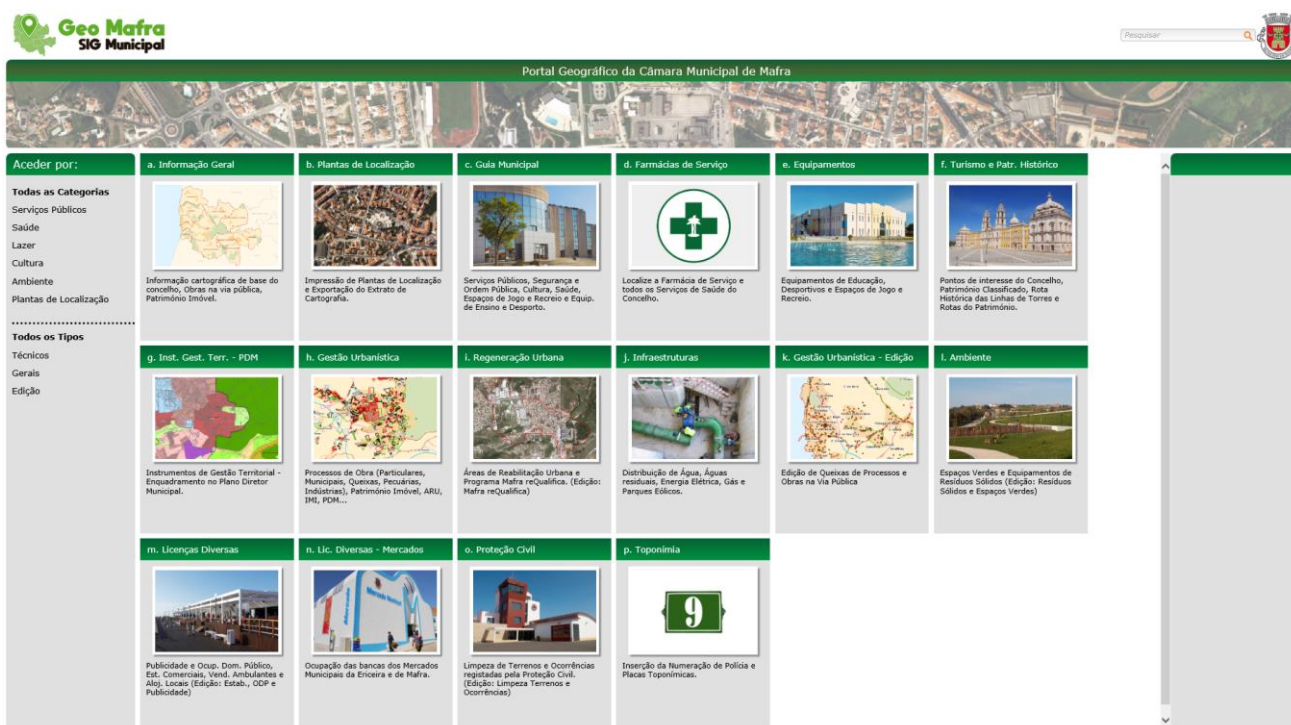 Geo Mafra
SIG Municipal
Pesquisar
Portal Geográfico da Câmara Municipal de Mafra
Aceder por:
Todas as Categorias
Serviços Públicos
Saúde
Lazer
Cultura
Ambiente
Plantas de Localização
Todos os Tipos
Técnicos
Gerais
Edição
a. Informação Geral
Informação cartográfica de base do
concelho, Obras na via pública,
Património Imóvel.
b. Plantas de Localização
Impressão de Plantas de Localização
e Exportação do Extrato de
Cartografia.
c. Guia Municipal
Serviços Públicos, Segurança e
Ordem Pública, Cultura, Saúde,
Espaços de Jogo e Recreio e Equip.
de Ensino e Desporto.
d. Farmácias de Serviço
Localize a Farmácia de Serviço e
todos os Serviços de Saúde do
Concelho.
e. Equipamentos
Equipamentos de Educação,
Desportivos e Espaços de Jogo e
Recreio.
f. Turismo e Patr. Histórico
Pontos de interesse do Concelho,
Património Classificado, Rota
Histórica das Linhas de Torres e
Rotas do Património.
g. Inst. Gest. Terr. - PDM
Instrumentos de Gestão Territorial -
Enquadramento no Plano Diretor
Municipal.
h. Gestão Urbanística
Processos de Obra (Particulares,
Municipais, Queixas, Pecuárias,
Indústrias), Património Imóvel, ARU,
IMI, PDM...
i. Regeneração Urbana
Áreas de Reabilitação Urbana e
Programa Mafra reQualifica. (Edição:
Mafra reQualifica)
j. Infraestruturas
Distribuição de Água, Águas
residuais, Energia Elétrica, Gás e
Parques Eólicos.
k. Gestão Urbanística - Edição
Edição de Queixas de Processos e
Obras na Via Pública
l. Ambiente
Espaços Verdes e Equipamentos de
Resíduos Sólidos (Edição: Resíduos
Sólidos e Espaços Verdes)
m. Licenças Diversas
Publicidade e Ocup. Dom. Público,
Est. Comerciais, Vend. Ambulantes e
Aloj. Locais (Edição: Estab., ODP e
Publicidade)
n. Lic. Diversas - Mercados
Mercado Municipal
Ocupação das bancas dos Mercados
Municipais da Ericeira e de Mafra.
o. Proteção Civil
Limpeza de Terrenos e Ocorrências
registadas pela Proteção Civil.
(Edição: Limpeza Terrenos e
Ocorrências)
p. Toponímia
9
Inserção da Numeração de Polícia e
Placas Toponímicas.